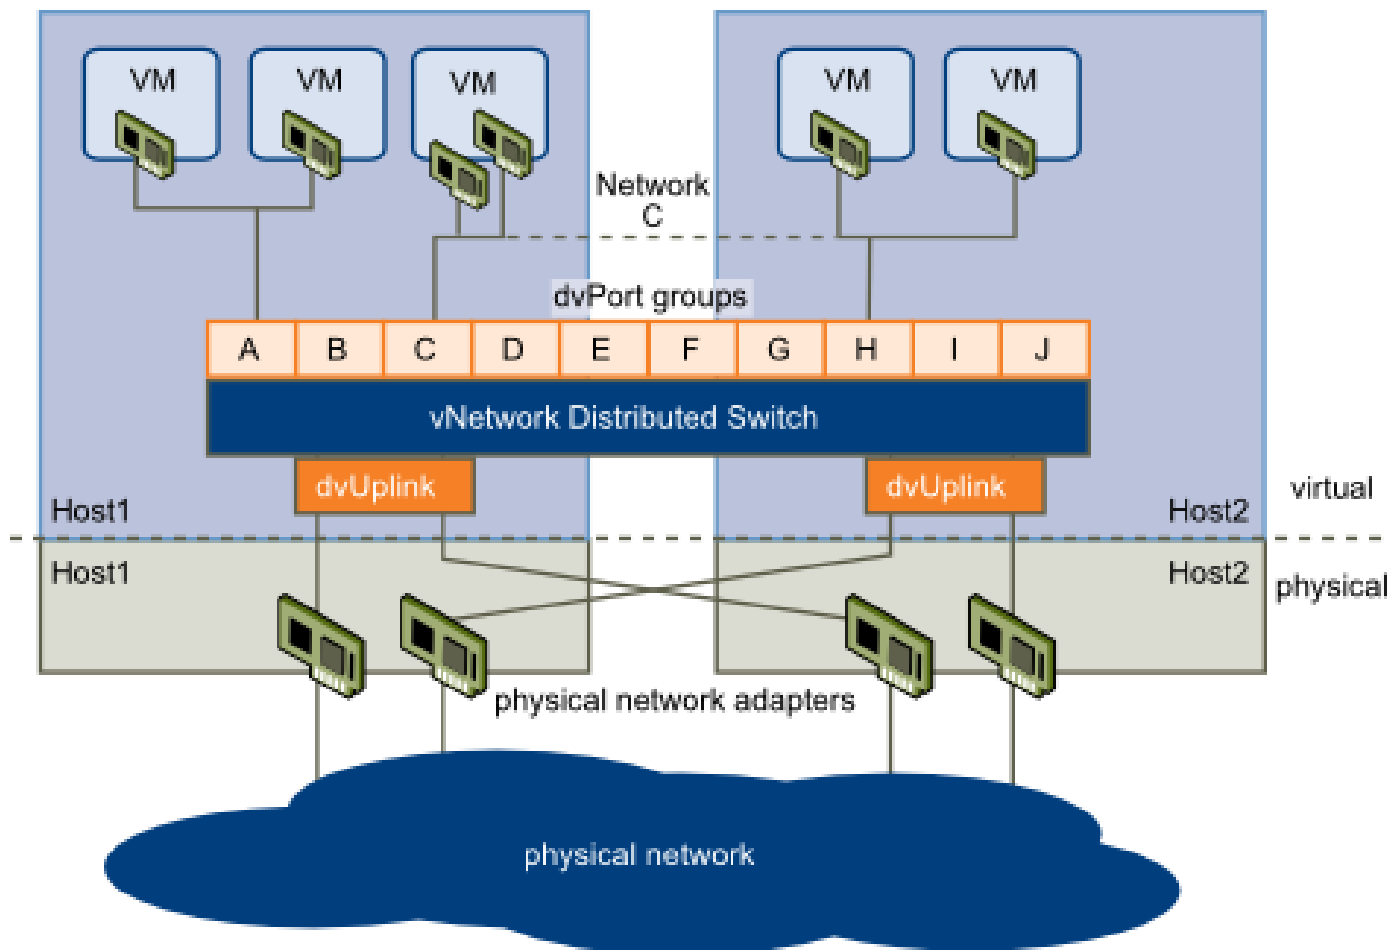 VM
VM
VM
VM
VM
Network
C
dvPort groups
A B C D E F G H I J
vNetwork Distributed Switch
dvUplink
dvUplink
Host1
Host2
virtual
Host1
Host2
physical
physical network adapters
physical network